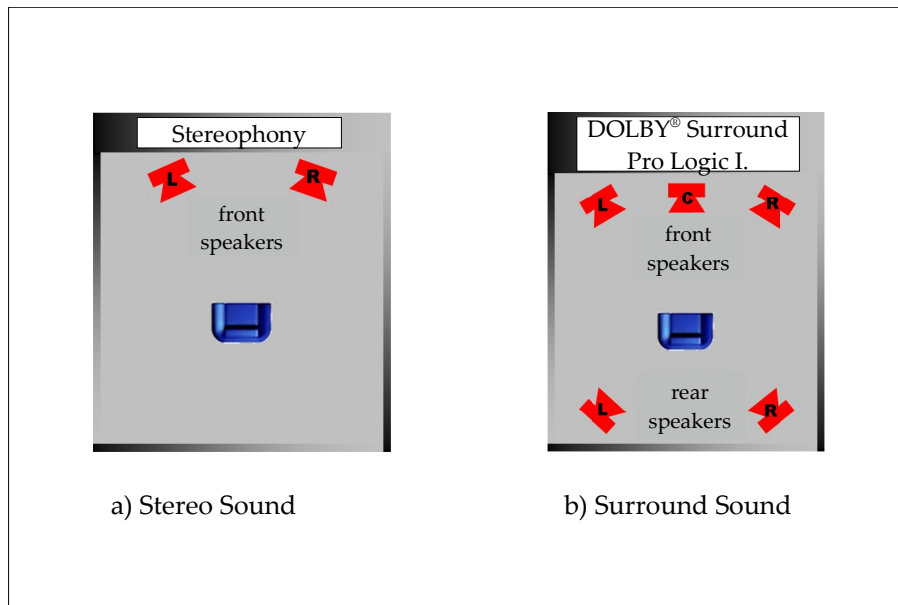 Stereophony
L
R
front
speakers
a) Stereo Sound
DOLBY® Surround
Pro Logic I.
L
C
R
front
speakers
rear
speakers
L
R
b) Surround Sound